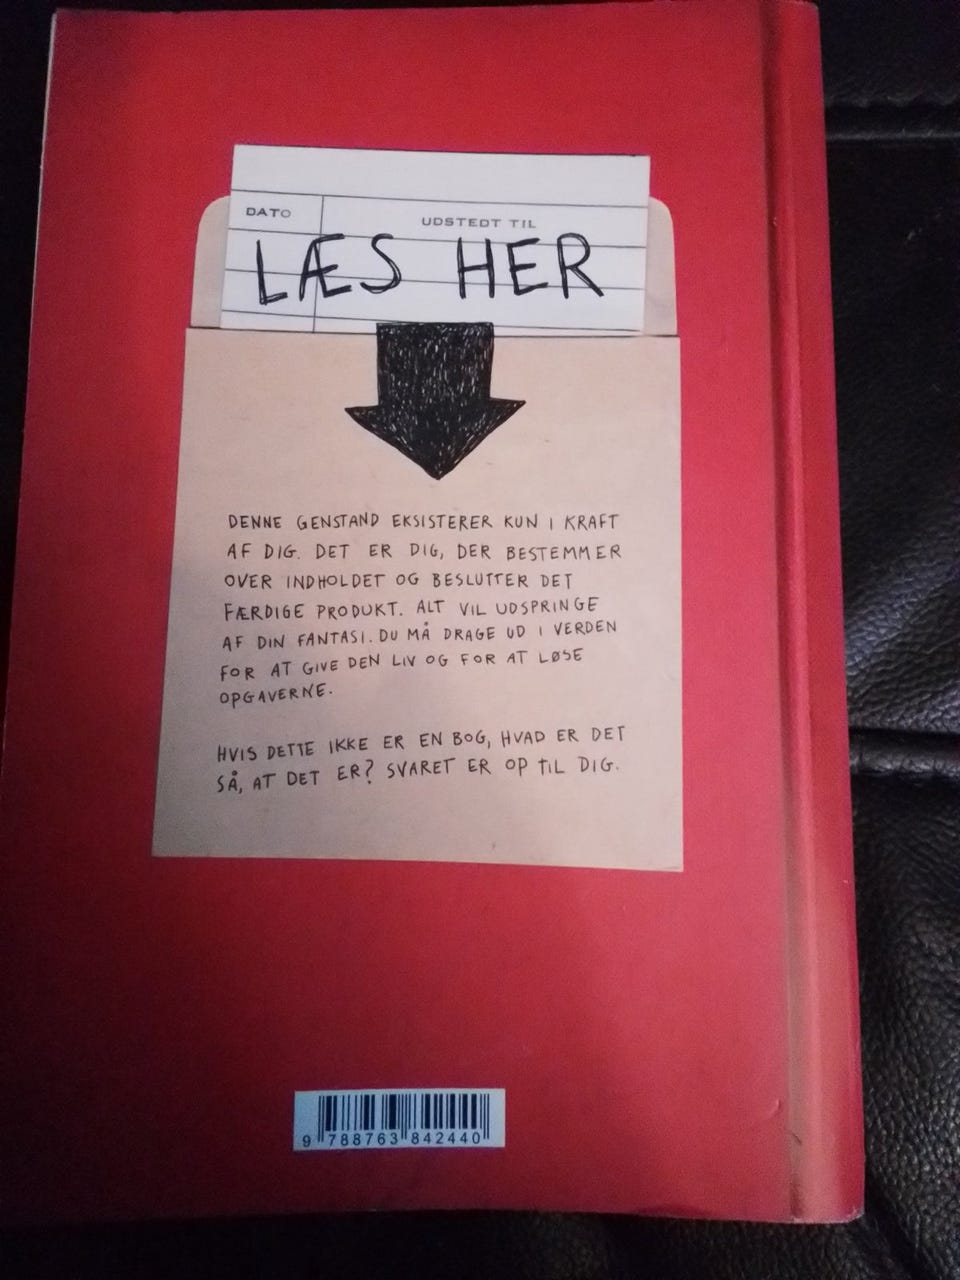 DATO
UDSTEDT TIL
LÆS HER
DENNE GENSTAND EKSISTERER KUN I KRAFT
AF DIG. DET ER DIG, DER BESTEMMER
OVER INDHOLDET OG BESLUTTER DET
FÆRDIGE PRODUKT. ALT VIL UDSPRINGE
AF DIN FANTASI. DU MÅ DRAGE UD I VERDEN
FOR AT GIVE DEN LIV OG FOR AT LØSE
OPGAVERNE.
HVIS DETTE IKKE ER EN BOG, HVAD ER DET
SÅ, AT DET ER? SVARET ER OP TIL DIG.
9 788763 842440